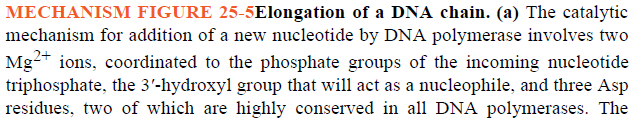 MECHANISM FIGURE 25-5Elongation of a DNA chain. (a) The catalytic
mechanism for addition of a new nucleotide by DNA polymerase involves two
Mg²⁺ ions, coordinated to the phosphate groups of the incoming nucleotide
triphosphate, the 3′-hydroxyl group that will act as a nucleophile, and three Asp
residues, two of which are highly conserved in all DNA polymerases. The